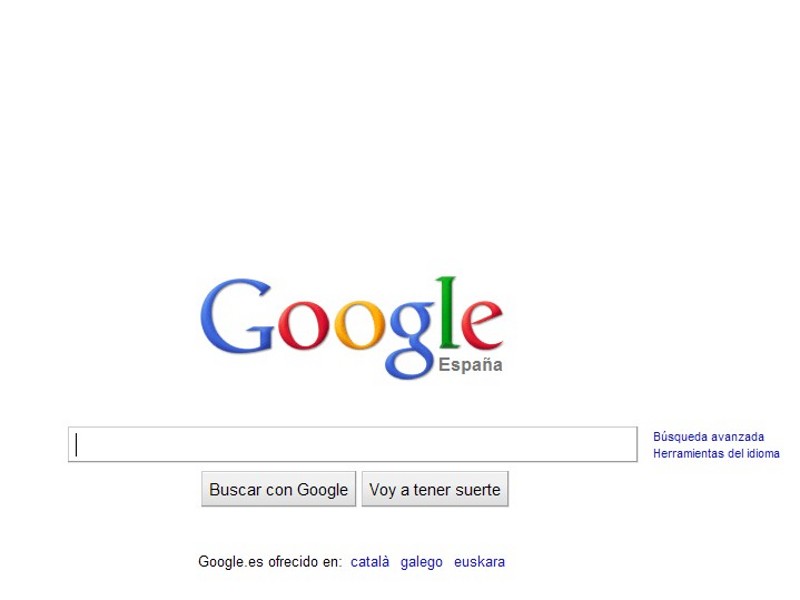 Google
España
Búsqueda avanzada
Herramientas del idioma
Buscar con Google Voy a tener suerte
Google.es ofrecido en: català galego euskara